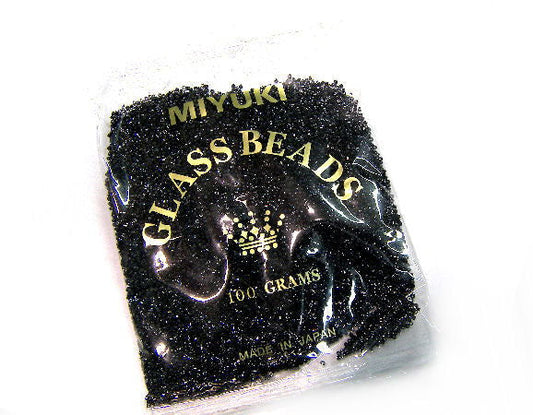 MIYUKI
GLASS BEADS
100 GRAMS
MADE IN JAPAN